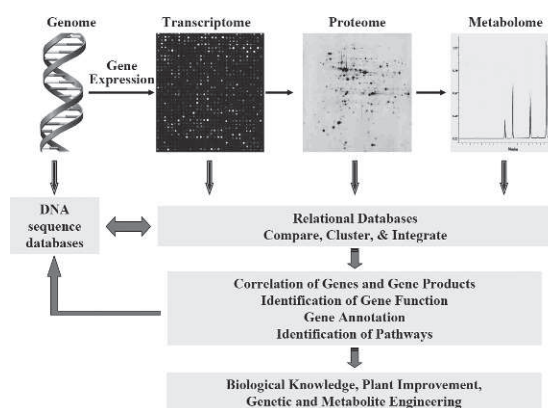 Genome
Transcriptome
Proteome
Metabolome
Gene
Expression
DNA
sequence
databases
Relational Databases
Compare, Cluster, & Integrate
Correlation of Genes and Gene Products
Identification of Gene Function
Gene Annotation
Identification of Pathways
Biological Knowledge, Plant Improvement,
Genetic and Metabolite Engineering